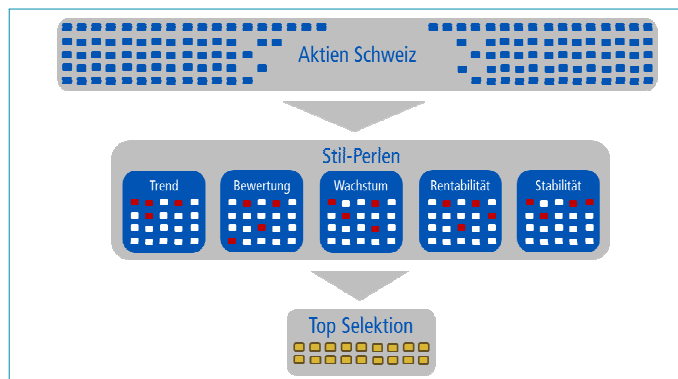 Aktien Schweiz
Stil-Perlen
Trend
Bewertung
Wachstum
Rentabilität
Stabilität
Top Selektion